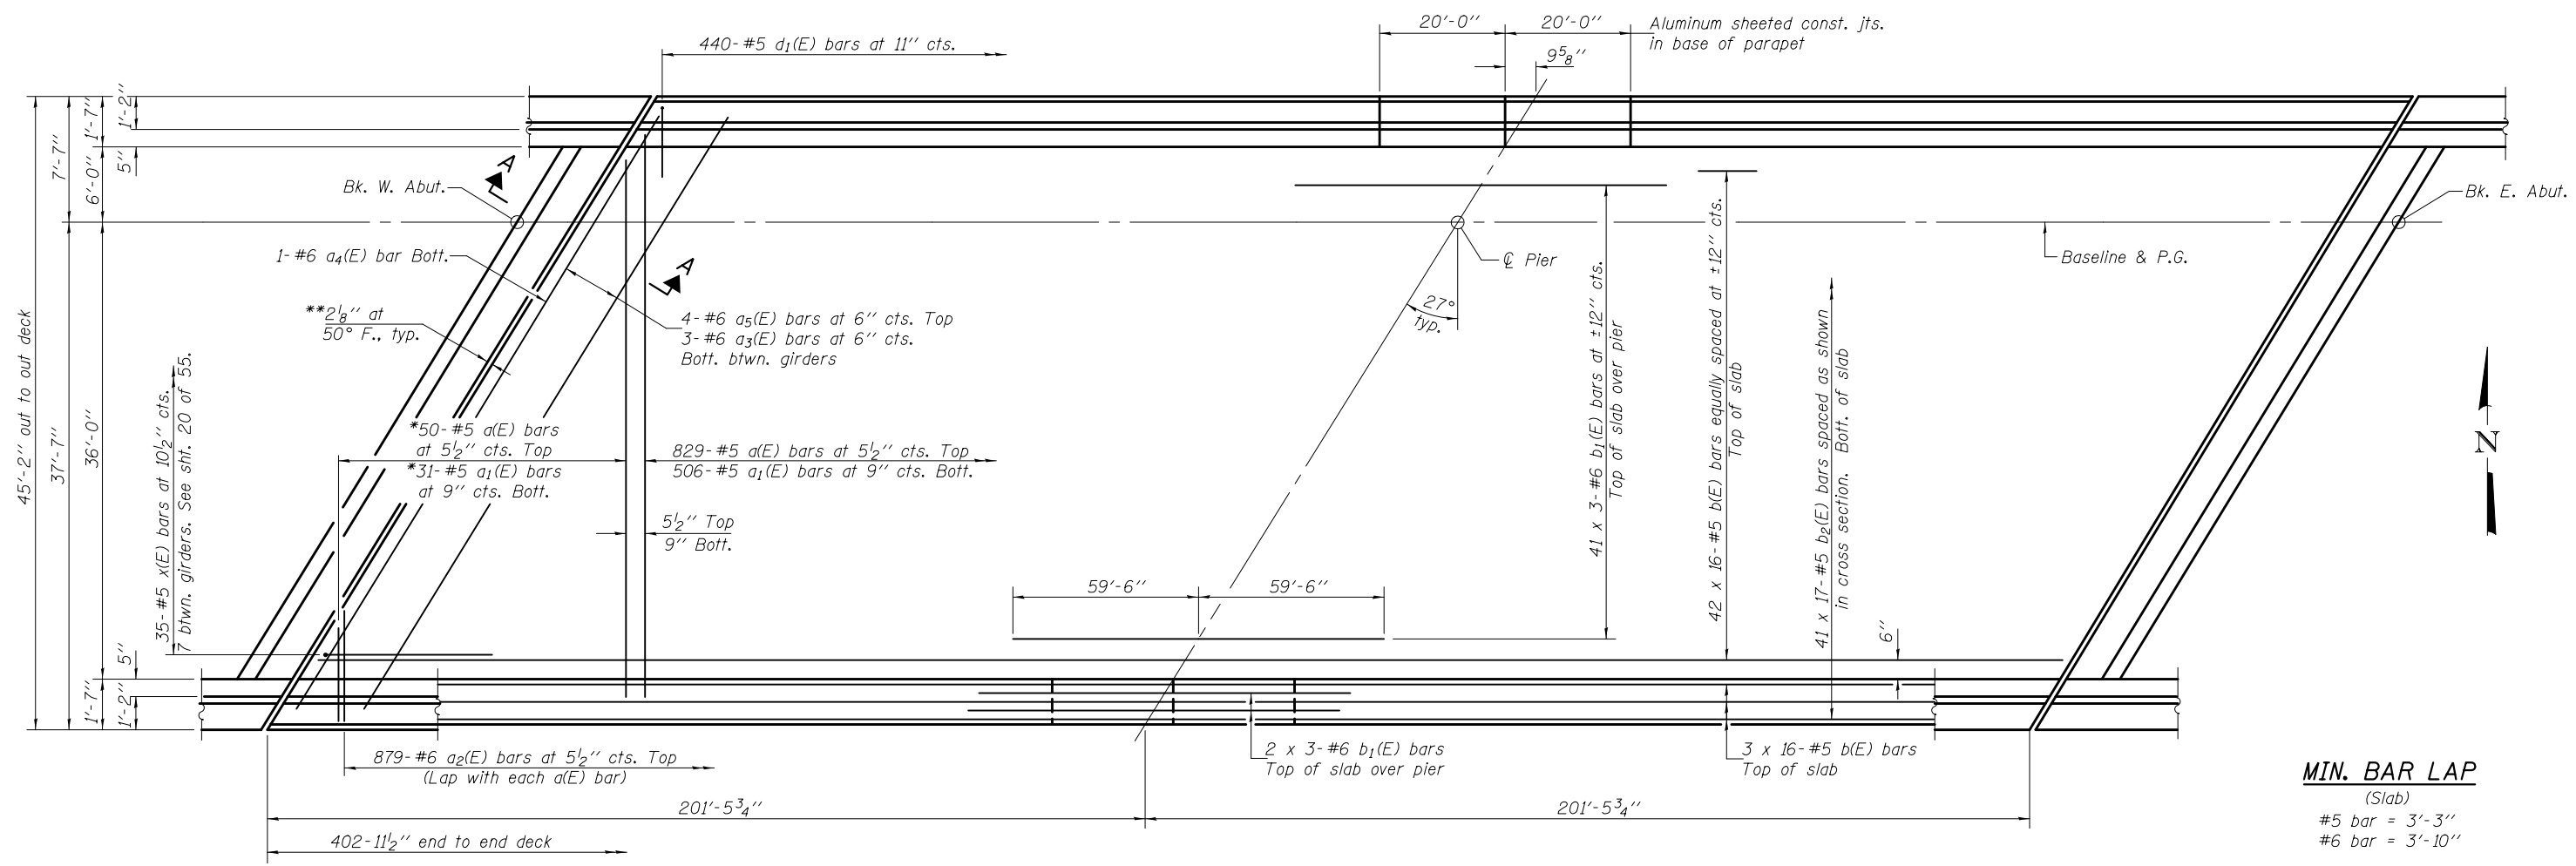 440-#5 d1(E) bars at 11" cts.
20'-0"
20'-0"
Aluminum sheeted const. jts.
in base of parapet
9 5/8"
45'-2" out to out deck
7'-7"
37'-7"
1'-7"
6'-0"
36'-0"
1'-7"
1'-2"
5"
5"
1'-2"
Bk. W. Abut.
A
A
1-#6 a4(E) bar Bott.
**2 1/8" at
50° F., typ.
4-#6 a5(E) bars at 6" cts. Top
3-#6 a3(E) bars at 6" cts.
Bott. btwn. girders
35-#5 x(E) bars at 10 1/2" cts.
7 btwn. girders. See sht. 20 of 55.
*50-#5 a(E) bars
at 5 1/2" cts. Top
*31-#5 a1(E) bars
at 9" cts. Bott.
829-#5 a(E) bars at 5 1/2" cts. Top
506-#5 a1(E) bars at 9" cts. Bott.
5 1/2" Top
9" Bott.
℄ Pier
27°
typ.
41 x 3-#6 b1(E) bars at ±12" cts.
Top of slab over pier
42 x 16-#5 b(E) bars equally spaced at ±12" cts.
Top of slab
41 x 17-#5 b2(E) bars spaced as shown
in cross section. Bott. of slab
Baseline & P.G.
Bk. E. Abut.
N
59'-6"
59'-6"
6"
879-#6 a2(E) bars at 5 1/2" cts. Top
(Lap with each a(E) bar)
2 x 3-#6 b1(E) bars
Top of slab over pier
3 x 16-#5 b(E) bars
Top of slab
201'-5 3/4"
201'-5 3/4"
402-11 1/2" end to end deck
MIN. BAR LAP
(Slab)
#5 bar = 3'-3"
#6 bar = 3'-10"